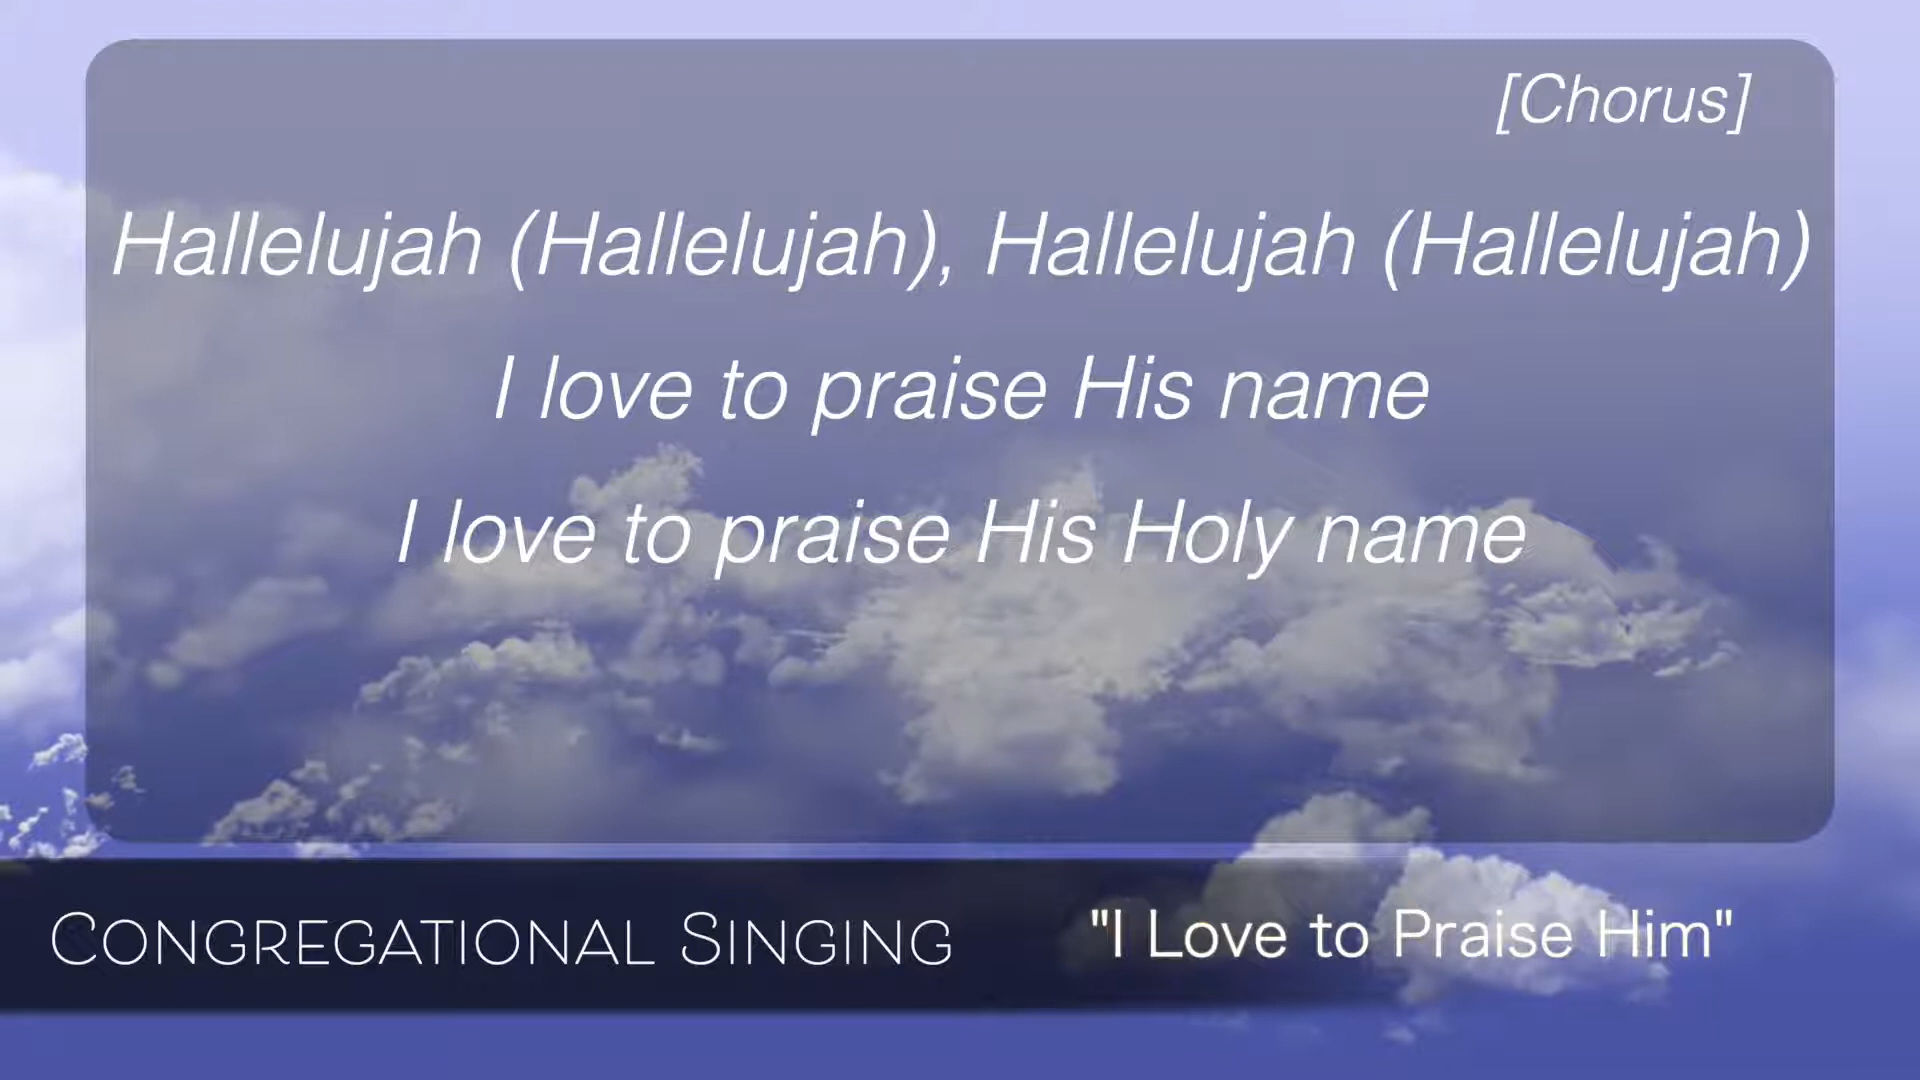 [Chorus]
Hallelujah (Hallelujah), Hallelujah (Hallelujah)
I love to praise His name
I love to praise His Holy name
CONGREGATIONAL SINGING
"I Love to Praise Him"